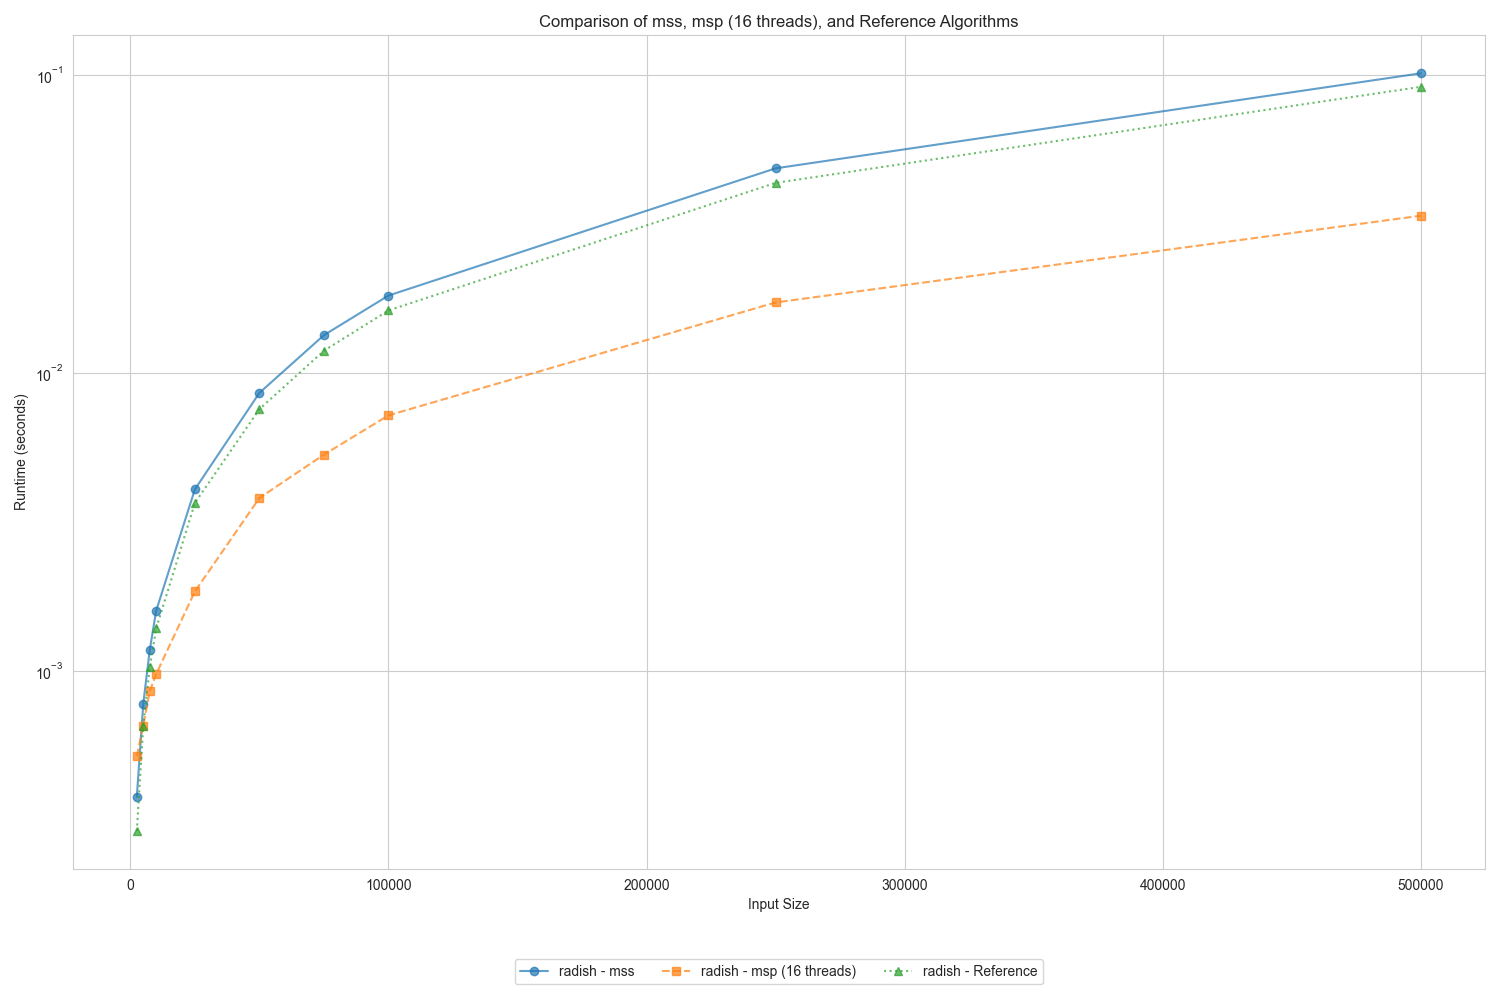 Comparison of mss, msp (16 threads), and Reference Algorithms
Runtime (seconds)
10⁻¹
10⁻²
10⁻³
0 100000 200000 300000 400000 500000
Input Size
radish - mss radish - msp (16 threads) radish - Reference